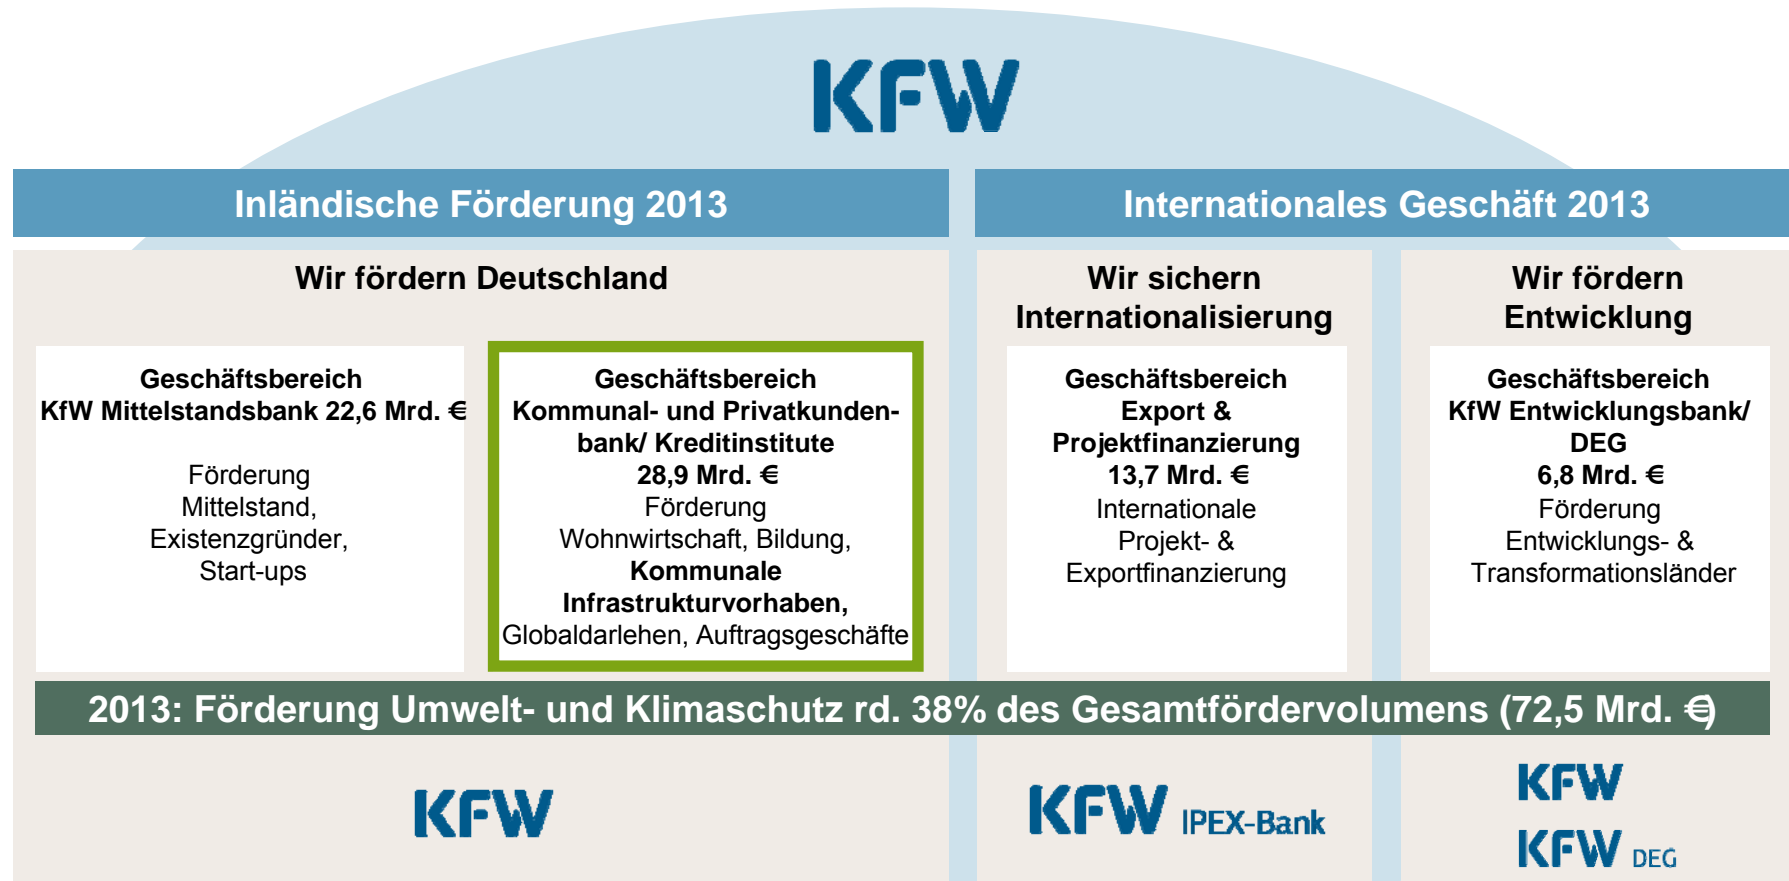 KFW
Inländische Förderung 2013
Internationales Geschäft 2013
Wir fördern Deutschland
Geschäftsbereich
KfW Mittelstandsbank 22,6 Mrd. €
Förderung
Mittelstand,
Existenzgründer,
Start-ups
Geschäftsbereich
Kommunal- und Privatkunden-
bank/ Kreditinstitute
28,9 Mrd. €
Förderung
Wohnwirtschaft, Bildung,
Kommunale
Infrastrukturvorhaben,
Globaldarlehen, Auftragsgeschäfte
Wir sichern
Internationalisierung
Geschäftsbereich
Export &
Projektfinanzierung
13,7 Mrd. €
Internationale
Projekt- &
Exportfinanzierung
Wir fördern
Entwicklung
Geschäftsbereich
KfW Entwicklungsbank/
DEG
6,8 Mrd. €
Förderung
Entwicklungs- &
Transformationsländer
2013: Förderung Umwelt- und Klimaschutz rd. 38% des Gesamtfördervolumens (72,5 Mrd. €)
KFW
KFW IPEX-Bank
KFW
KFW DEG